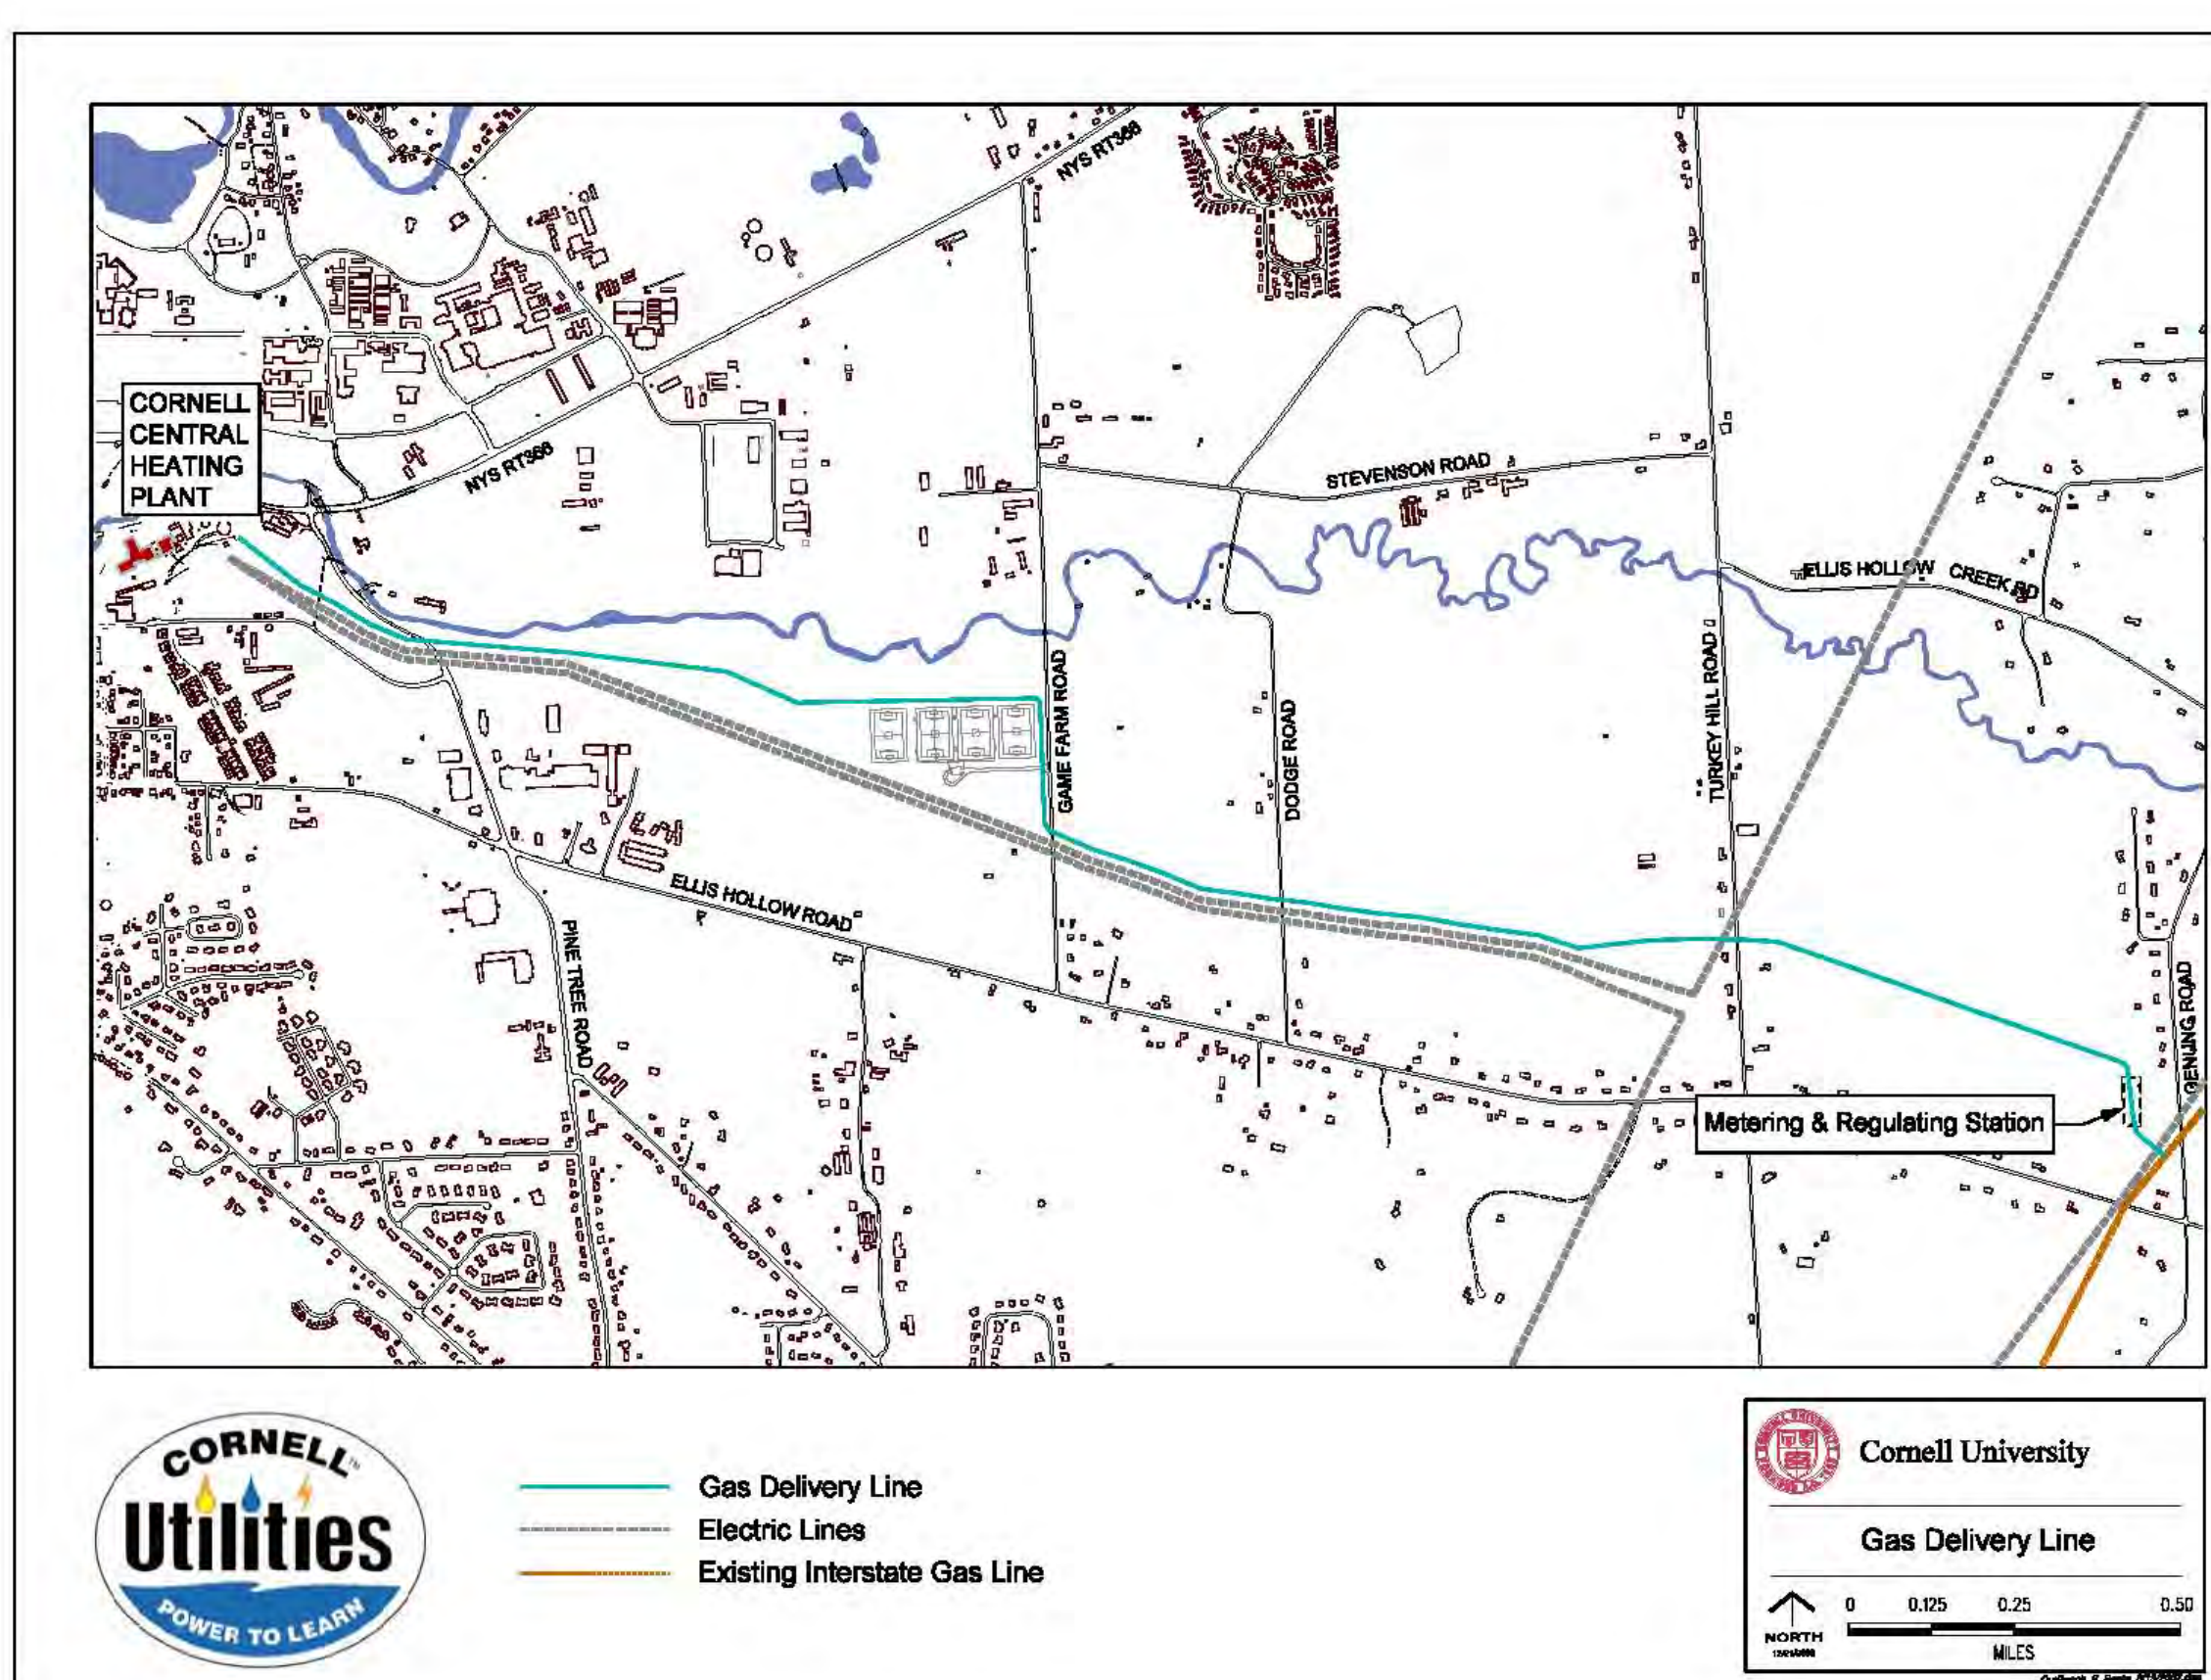 NYS RT366
CORNELL
CENTRAL
HEATING
PLANT
NYS RT366
STEVENSON ROAD
ELLIS HOLLOW CREEK RD
GAME FARM ROAD
DODGE ROAD
TURKEY HILL ROAD
ELLIS HOLLOW ROAD
PINE TREE ROAD
GENUNG ROAD
Metering & Regulating Station
CORNELL™
Utilities
POWER TO LEARN
Gas Delivery Line
Electric Lines
Existing Interstate Gas Line
Cornell University
Gas Delivery Line
NORTH
0 0.125 0.25 0.50
MILES